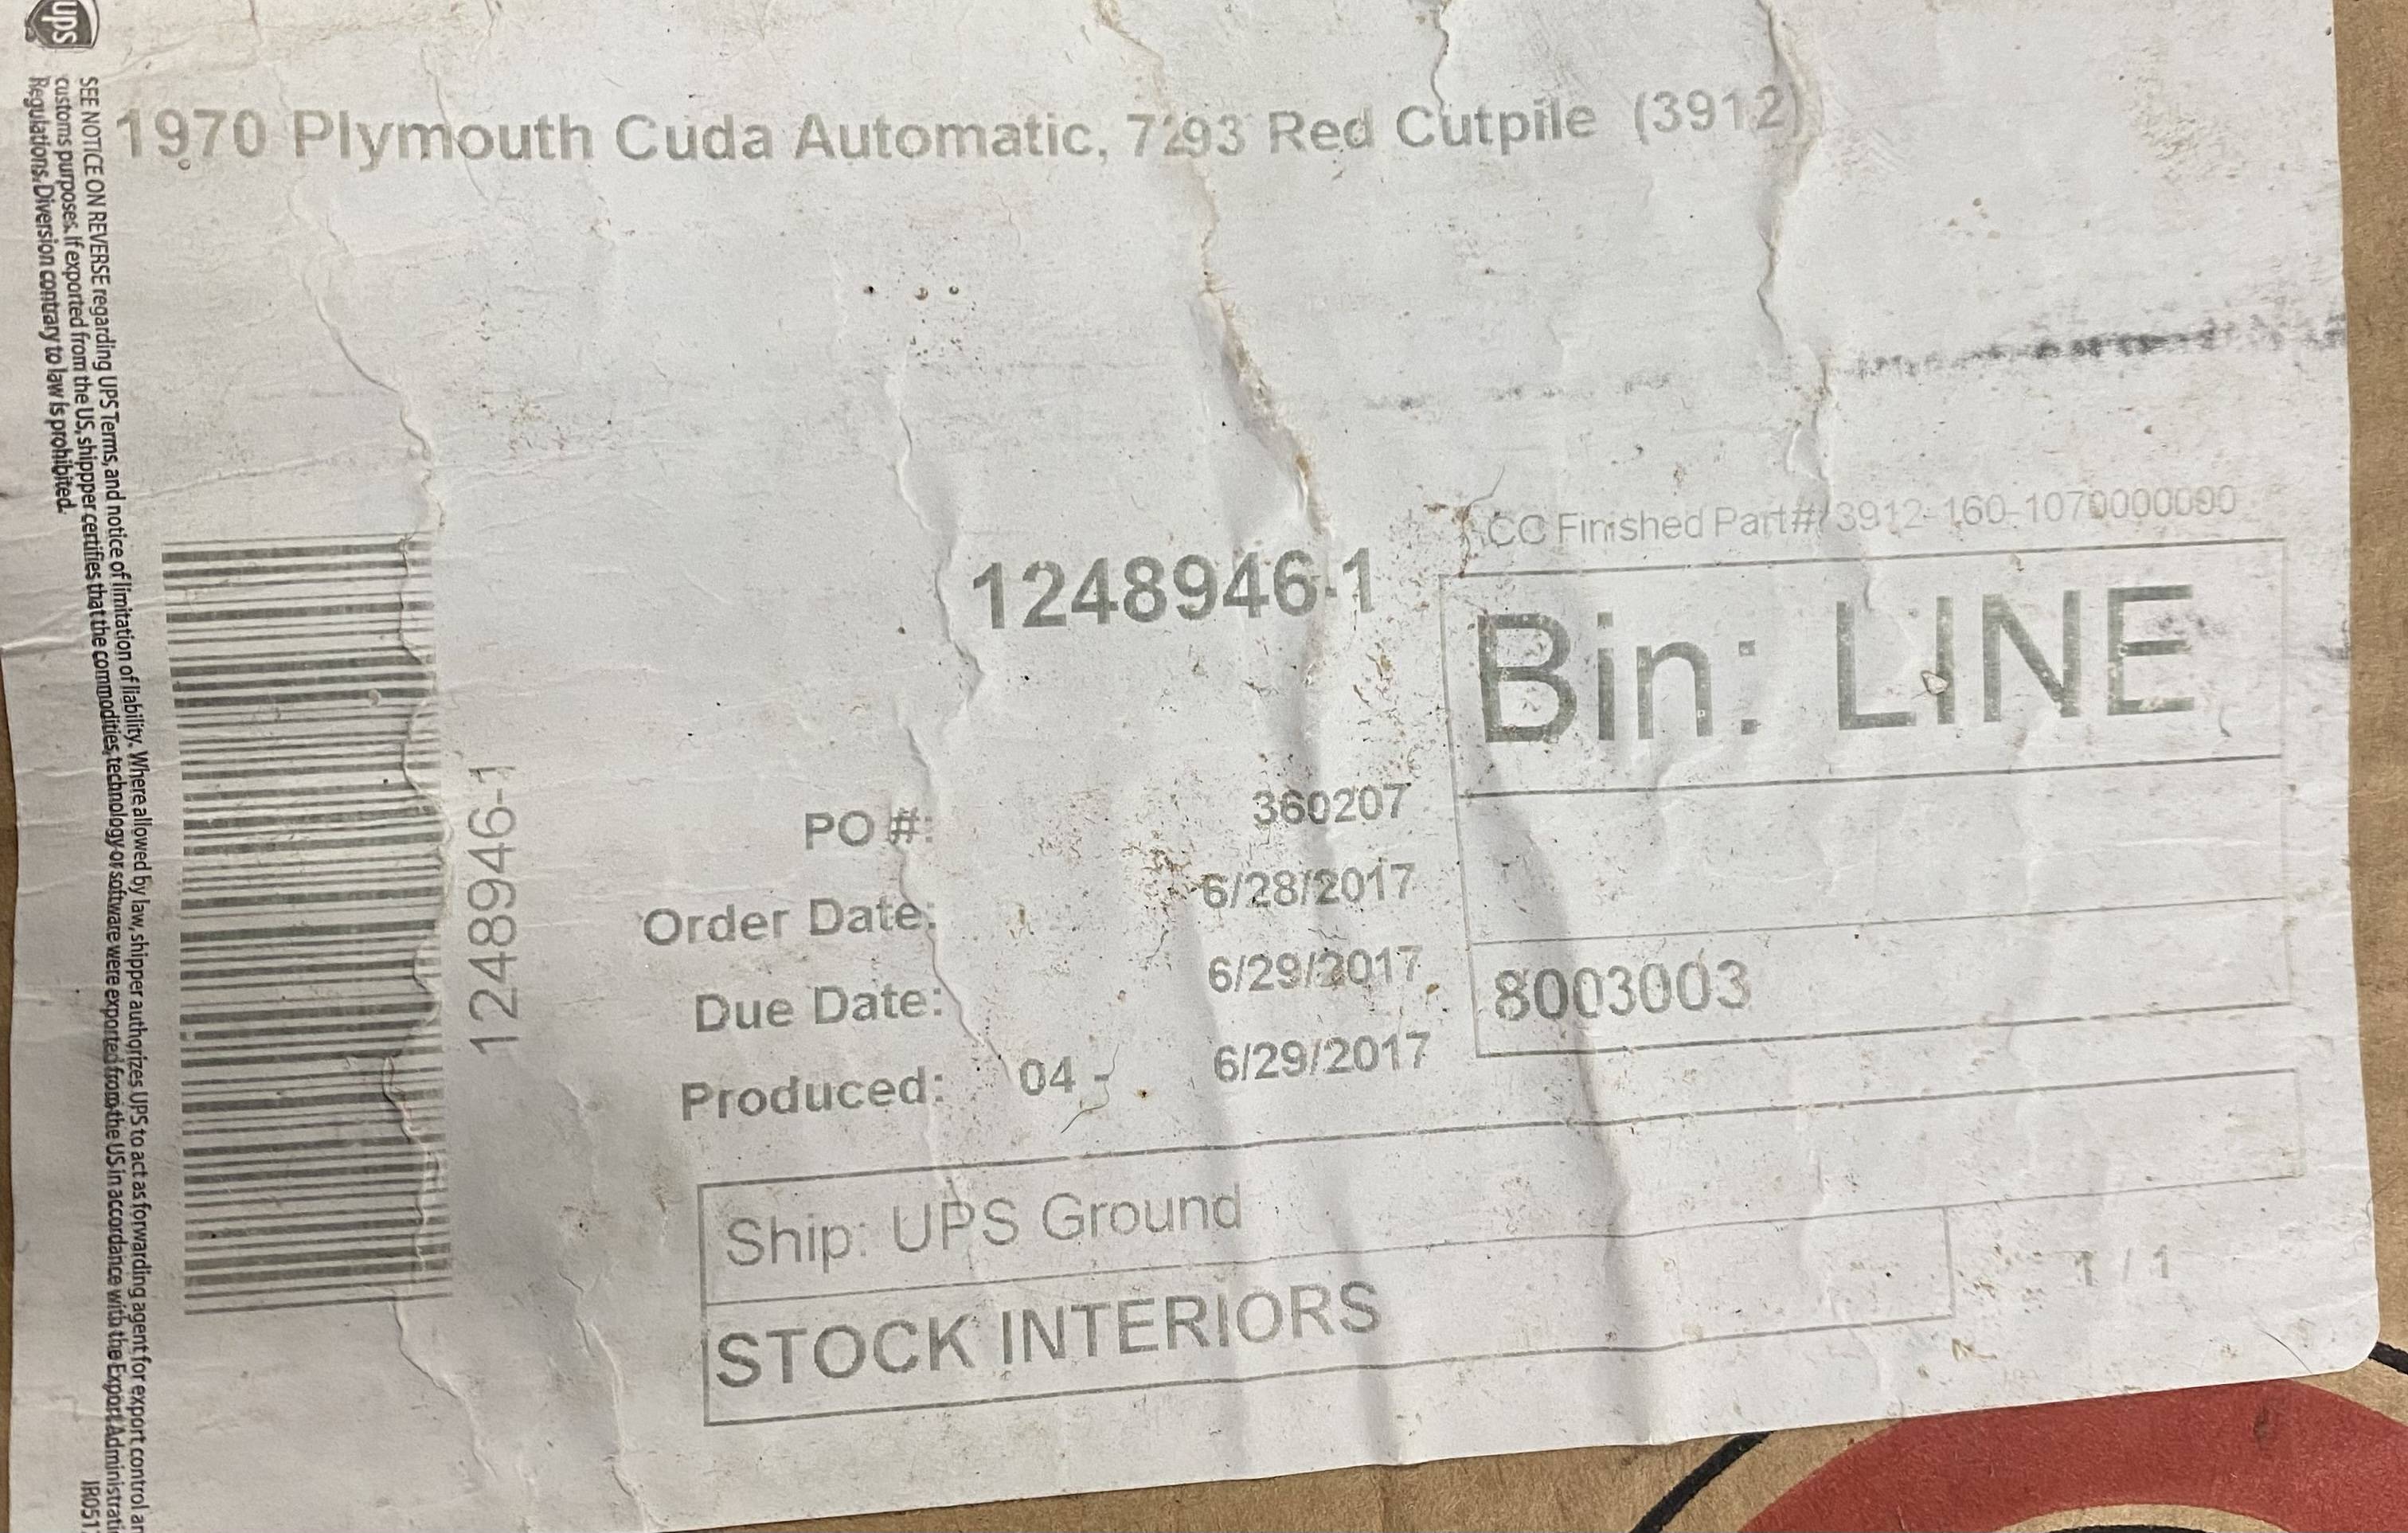 ups
SEE NOTICE ON REVERSE regarding UPS Terms, and notice of limitation of liability. Where allowed by law, shipper authorizes UPS to act as forwarding agent for export control an
customs purposes. If exported from the US, shipper certifies that the commodities, technology or software were exported from the US in accordance with the Export Administrati
Regulations. Diversion contrary to law is prohibited.
1970 Plymouth Cuda Automatic, 7293 Red Cutpile (3912)
CC Finished Part# 3912-160-1070000000
1248946-1
Bin: LINE
1248946-1
PO #: 360207
Order Date: 6/28/2017
Due Date: 6/29/2017
8003003
Produced: 04 - 6/29/2017
Ship: UPS Ground
1 / 1
STOCK INTERIORS